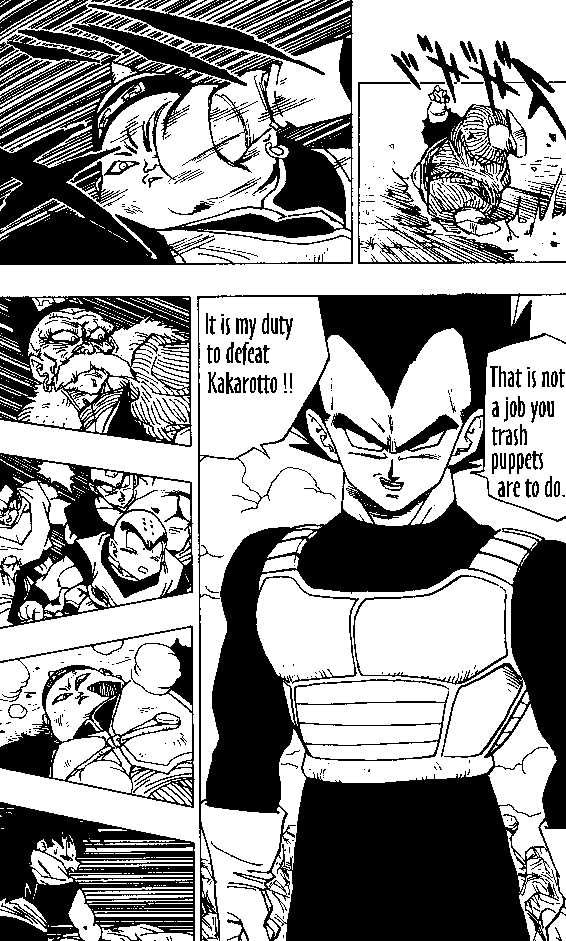 It is my duty
to defeat
Kakarotto !!
That is not
a job you
trash
puppets
are to do.